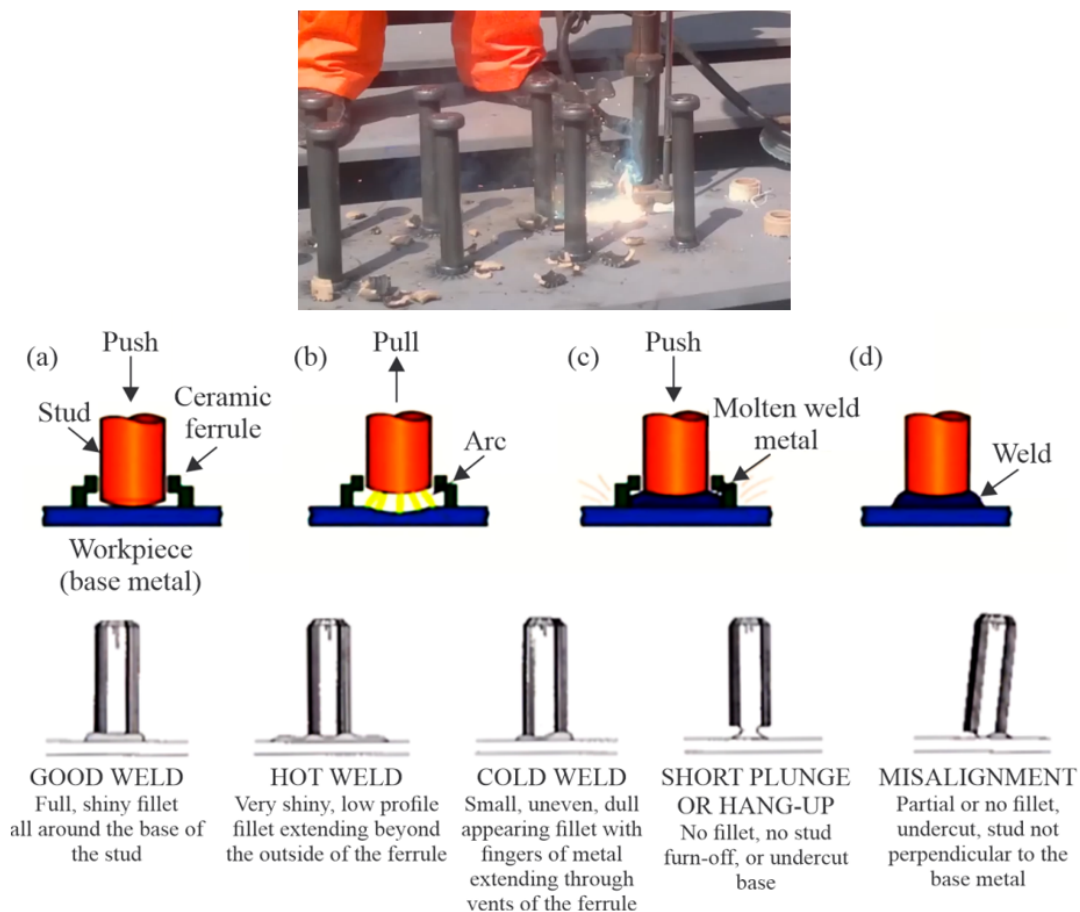 (a)
Push
Stud
Ceramic
ferrule
Workpiece
(base metal)
(b)
Pull
Arc
(c)
Push
Molten weld
metal
(d)
Weld
GOOD WELD
Full, shiny fillet
all around the base of
the stud
HOT WELD
Very shiny, low profile
fillet extending beyond
the outside of the ferrule
COLD WELD
Small, uneven, dull
appearing fillet with
fingers of metal
extending through
vents of the ferrule
SHORT PLUNGE
OR HANG-UP
No fillet, no stud
furn-off, or undercut
base
MISALIGNMENT
Partial or no fillet,
undercut, stud not
perpendicular to the
base metal